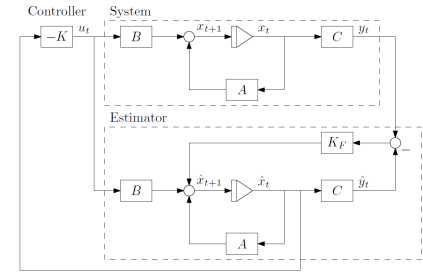 Controller
System
−K
u_t
B
x_{t+1}
x_t
C
y_t
A
Estimator
K_F
−
B
x̂_{t+1}
x̂_t
C
ŷ_t
A